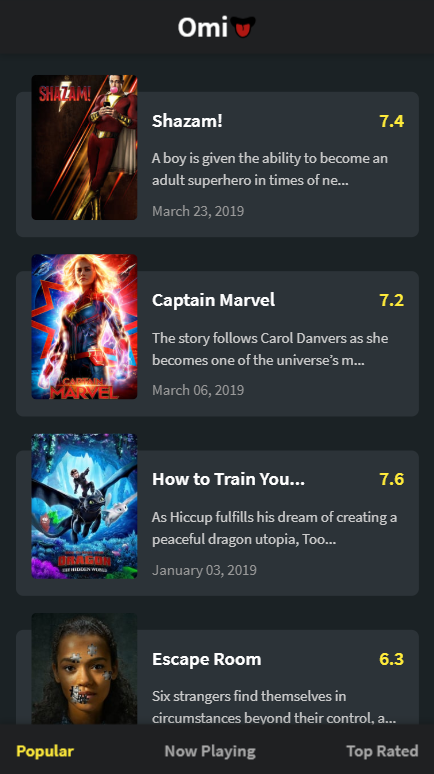 Omi
SHAZAM!
Shazam!
7.4
A boy is given the ability to become an
adult superhero in times of ne...
March 23, 2019
CAPTAIN
MARVEL
Captain Marvel
7.2
The story follows Carol Danvers as she
becomes one of the universe’s m...
March 06, 2019
DRAGON
THE HIDDEN WORLD
How to Train You...
7.6
As Hiccup fulfills his dream of creating a
peaceful dragon utopia, Too...
January 03, 2019
Escape Room
6.3
Six strangers find themselves in
circumstances beyond their control, a...
Popular
Now Playing
Top Rated